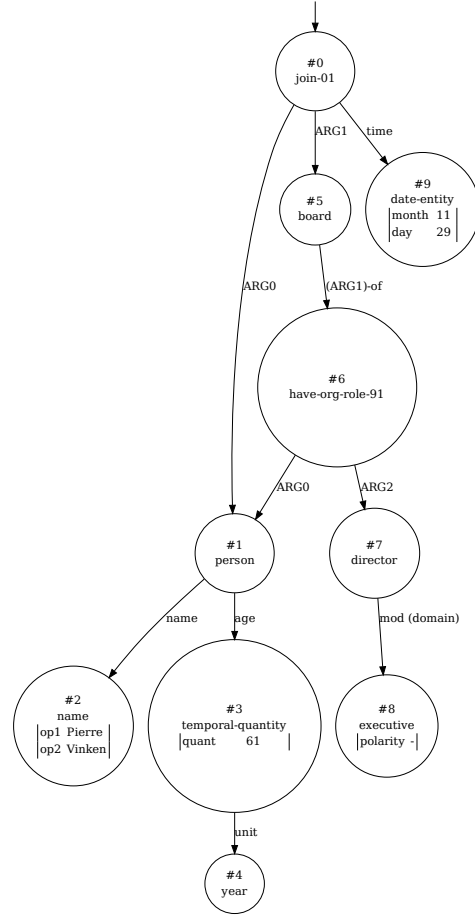 #0
join-01
ARG1
time
#5
board
#9
date-entity
month 11
day 29
ARG0
(ARG1)-of
#6
have-org-role-91
ARG0
ARG2
#1
person
#7
director
name
age
mod (domain)
#2
name
op1 Pierre
op2 Vinken
#3
temporal-quantity
quant 61
#8
executive
polarity -
unit
#4
year